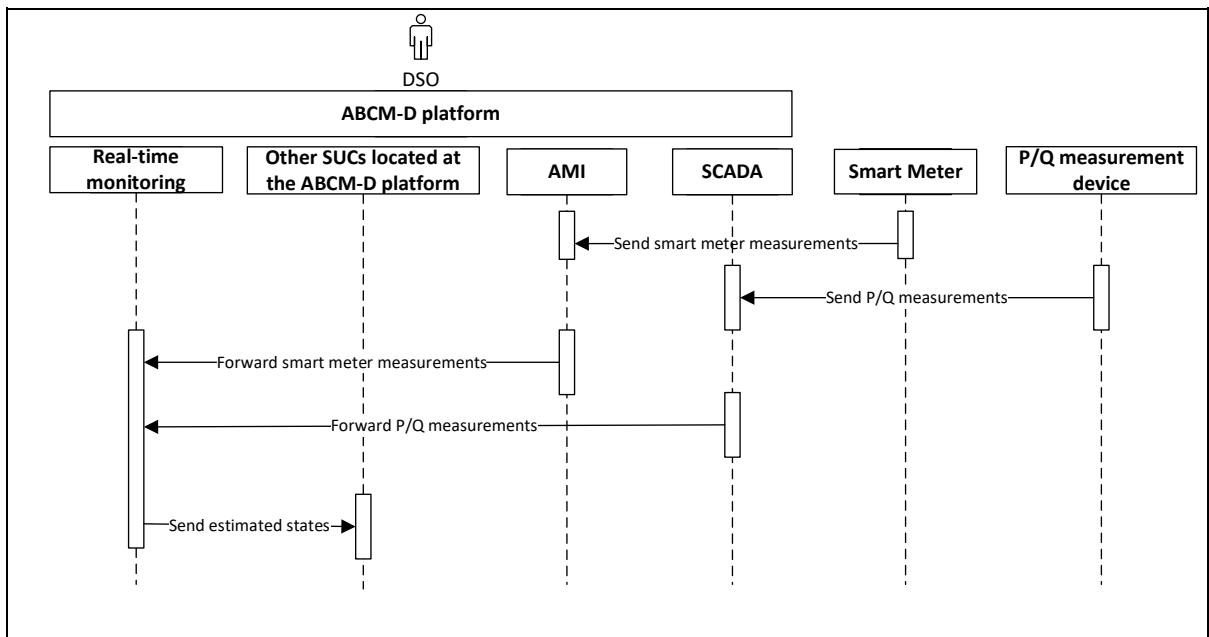 DSO
ABCM-D platform
Real-time
monitoring
Other SUCs located at
the ABCM-D platform
AMI
SCADA
Smart Meter
P/Q measurement
device
Send smart meter measurements
Send P/Q measurements
Forward smart meter measurements
Forward P/Q measurements
Send estimated states